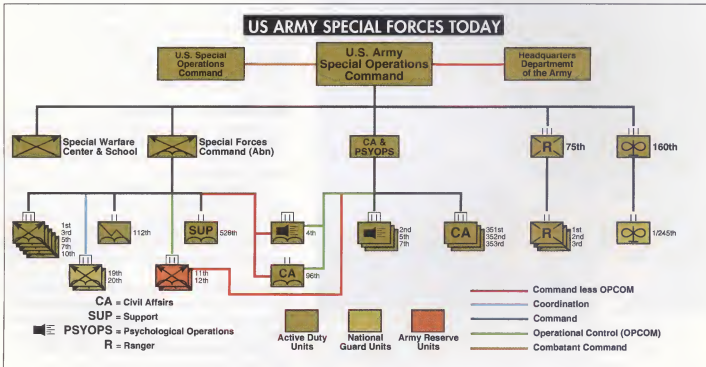 US ARMY SPECIAL FORCES TODAY
U.S. Special
Operations
Command
U.S. Army
Special Operations
Command
Headquarters
Department
of the Army
Special Warfare
Center & School
Special Forces
Command (Abn)
CA &
PSYOPS
R
75th
160th
1st
3rd
5th
7th
10th
112th
SUP
528th
4th
2nd
5th
7th
CA
351st
352nd
353rd
R
1st
2nd
3rd
1/245th
19th
20th
11th
12th
CA
96th
CA = Civil Affairs
SUP = Support
PSYOPS = Psychological Operations
R = Ranger
Active Duty
Units
National
Guard Units
Army Reserve
Units
Command less OPCOM
Coordination
Command
Operational Control (OPCOM)
Combatant Command